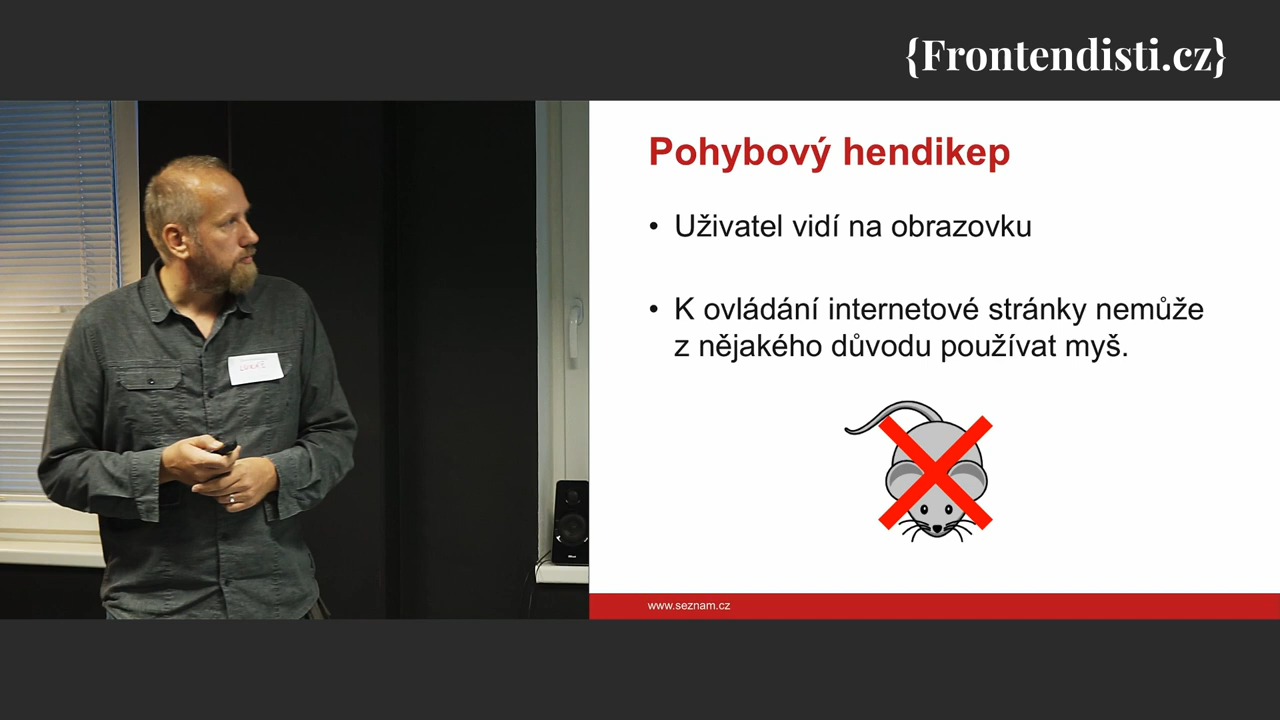 {Frontendisti.cz}
Pohybový hendikep
• Uživatel vidí na obrazovku
• K ovládání internetové stránky nemůže
z nějakého důvodu používat myš.
www.seznam.cz